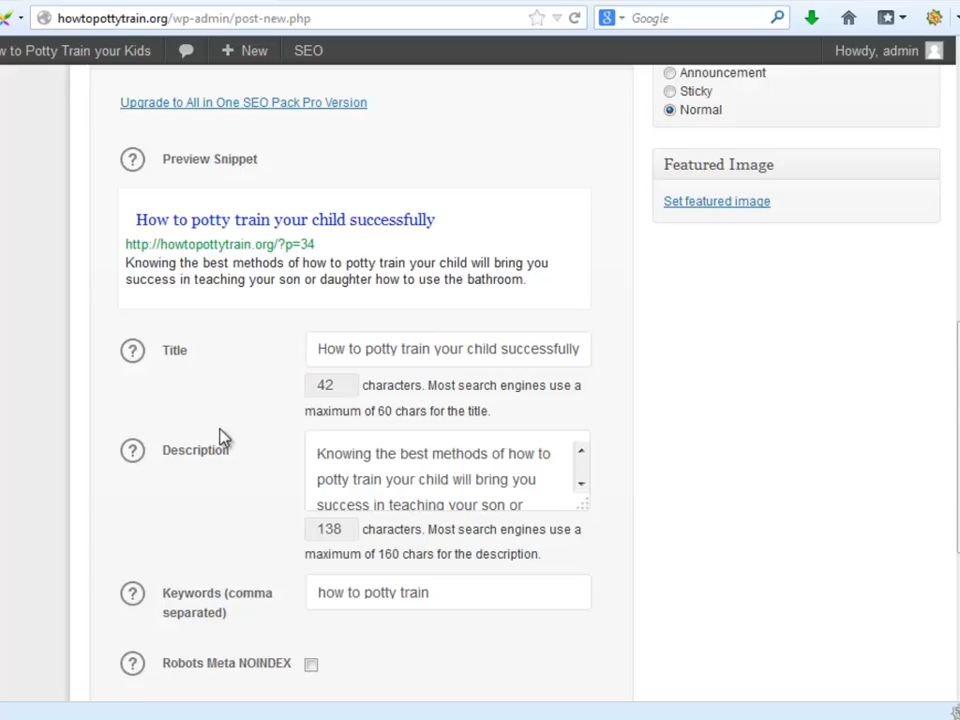 howtopottytrain.org/wp-admin/post-new.php
Google
w to Potty Train your Kids
New
SEO
Howdy, admin
Announcement
Sticky
Normal
Upgrade to All in One SEO Pack Pro Version
Featured Image
Set featured image
Preview Snippet
How to potty train your child successfully
http://howtopottytrain.org/?p=34
Knowing the best methods of how to potty train your child will bring you
success in teaching your son or daughter how to use the bathroom.
Title
How to potty train your child successfully
42 characters. Most search engines use a
maximum of 60 chars for the title.
Description
Knowing the best methods of how to
potty train your child will bring you
success in teaching your son or
138 characters. Most search engines use a
maximum of 160 chars for the description.
Keywords (comma
separated)
how to potty train
Robots Meta NOINDEX